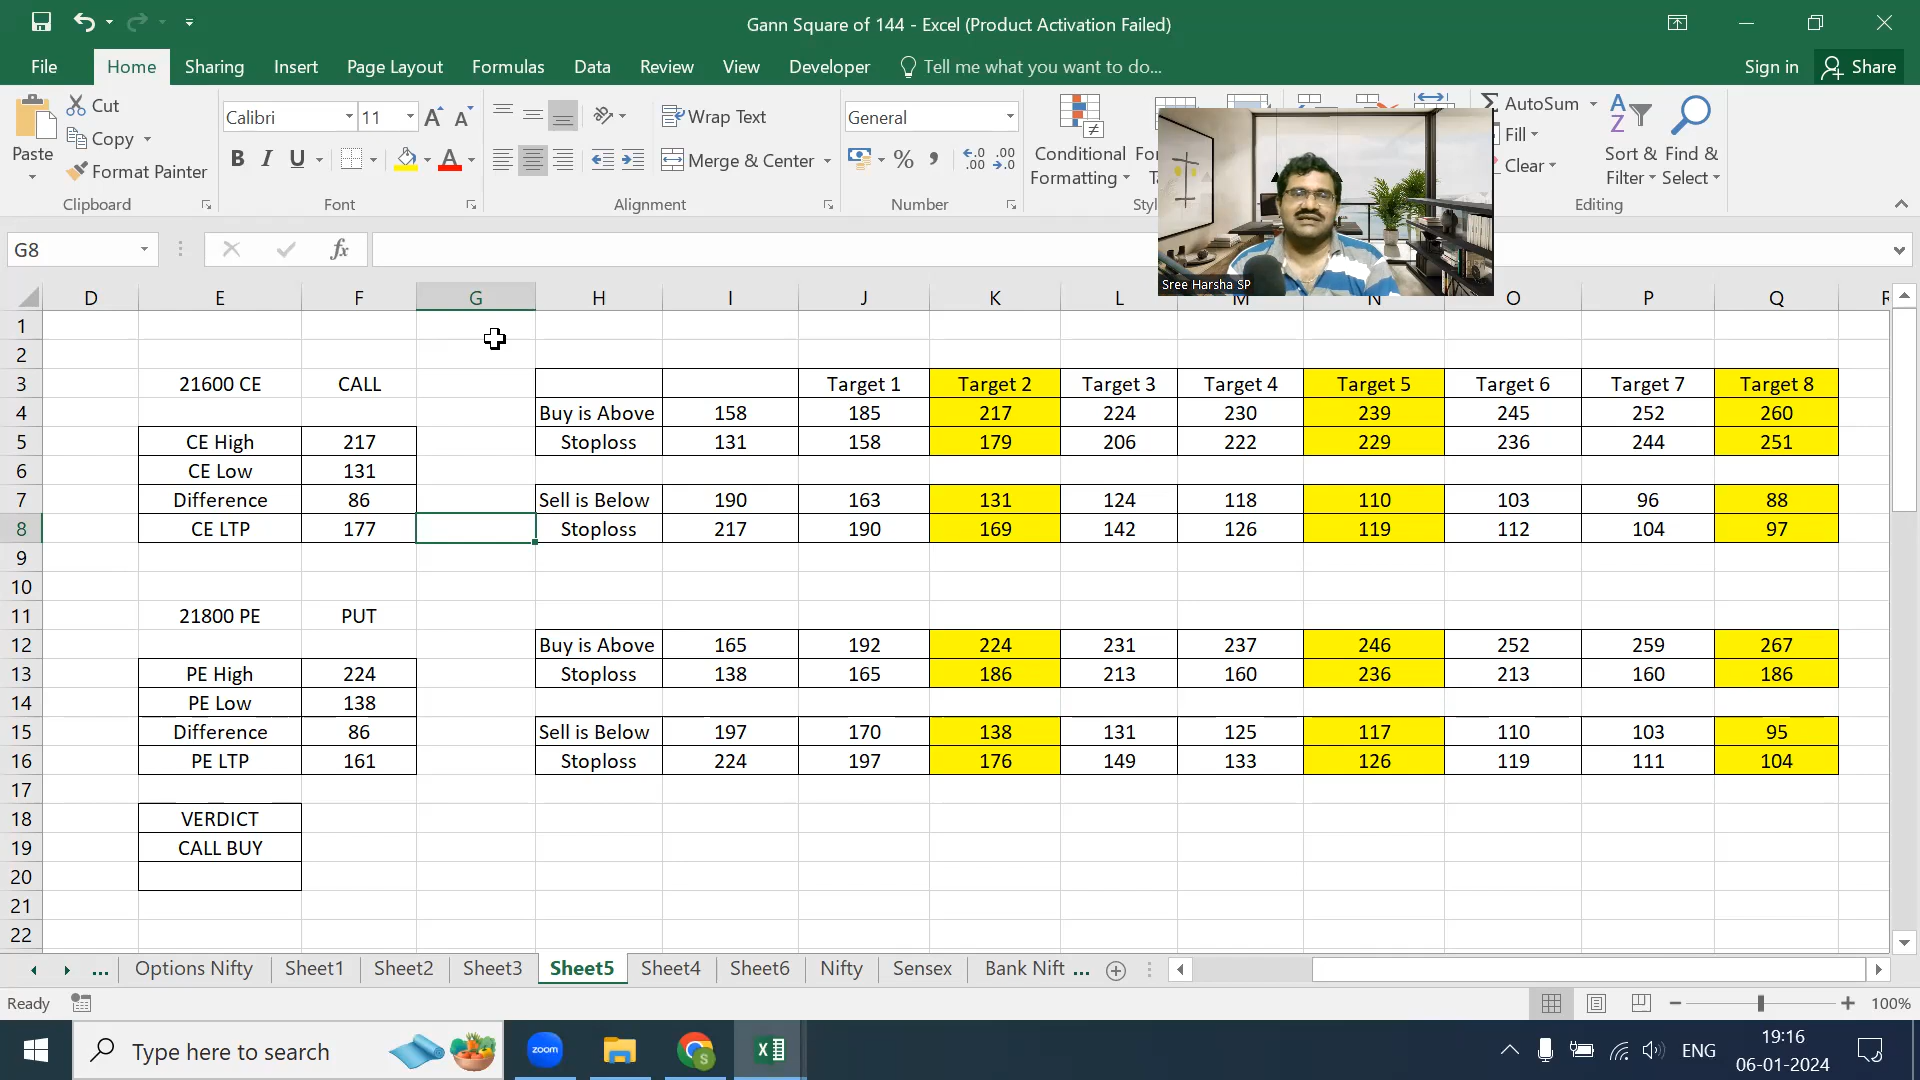 Gann Square of 144 - Excel (Product Activation Failed)
File Home Sharing Insert Page Layout Formulas Data Review View Developer Tell me what you want to do... Sign in Share
Paste
Cut
Copy
Format Painter
Clipboard
Calibri 11
B I U
Font
Wrap Text
Merge & Center
Alignment
General
%
Number
Conditional
Formatting
AutoSum
Fill
Clear
Sort &
Filter
Find &
Select
Editing
Sree Harsha SP
G8 fx
D E F G H I J K L M N O P Q
1
2
3 21600 CE CALL Target 1 Target 2 Target 3 Target 4 Target 5 Target 6 Target 7 Target 8
4 Buy is Above 158 185 217 224 230 239 245 252 260
5 CE High 217 Stoploss 131 158 179 206 222 229 236 244 251
6 CE Low 131
7 Difference 86 Sell is Below 190 163 131 124 118 110 103 96 88
8 CE LTP 177 Stoploss 217 190 169 142 126 119 112 104 97
9
10
11 21800 PE PUT
12 Buy is Above 165 192 224 231 237 246 252 259 267
13 PE High 224 Stoploss 138 165 186 213 160 236 213 160 186
14 PE Low 138
15 Difference 86 Sell is Below 197 170 138 131 125 117 110 103 95
16 PE LTP 161 Stoploss 224 197 176 149 133 126 119 111 104
17
18 VERDICT
19 CALL BUY
20
21
22
... Options Nifty Sheet1 Sheet2 Sheet3 Sheet5 Sheet4 Sheet6 Nifty Sensex Bank Nift ...
Ready 100%
Type here to search zoom ENG 19:16
06-01-2024